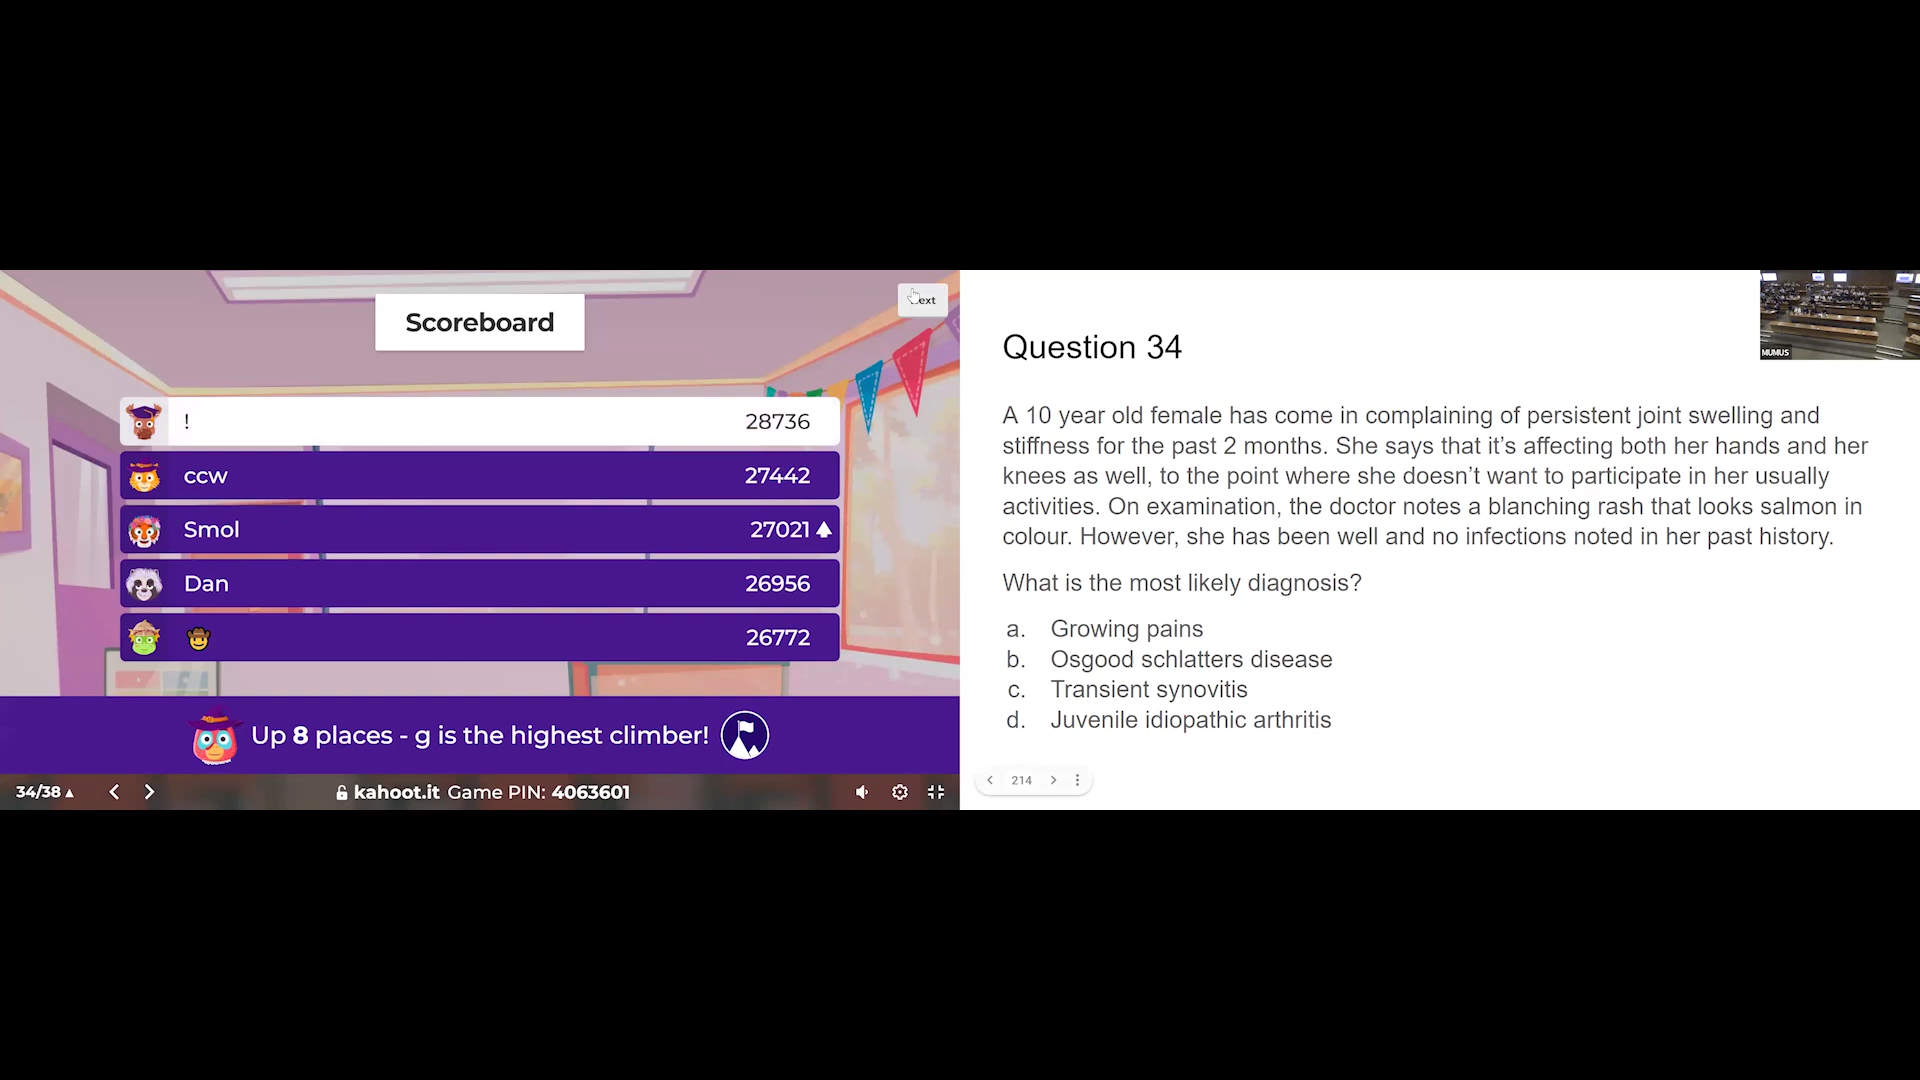 Scoreboard
ext
! 28736
ccw 27442
Smol 27021
Dan 26956
🤠 26772
Up 8 places - g is the highest climber!
34/38
kahoot.it Game PIN: 4063601
MUMUS
Question 34
A 10 year old female has come in complaining of persistent joint swelling and
stiffness for the past 2 months. She says that it’s affecting both her hands and her
knees as well, to the point where she doesn’t want to participate in her usually
activities. On examination, the doctor notes a blanching rash that looks salmon in
colour. However, she has been well and no infections noted in her past history.
What is the most likely diagnosis?
a. Growing pains
b. Osgood schlatters disease
c. Transient synovitis
d. Juvenile idiopathic arthritis
214